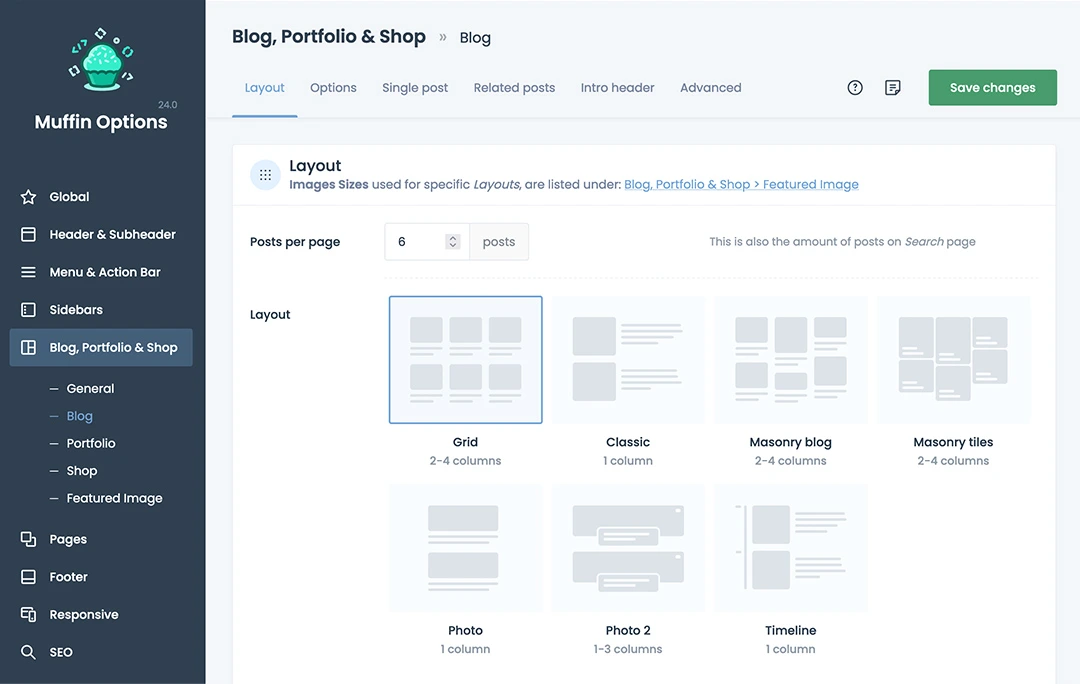 24.0
Muffin Options
Global
Header & Subheader
Menu & Action Bar
Sidebars
Blog, Portfolio & Shop
– General
– Blog
– Portfolio
– Shop
– Featured Image
Pages
Footer
Responsive
SEO
Blog, Portfolio & Shop » Blog
Layout Options Single post Related posts Intro header Advanced
Save changes
Layout
Images Sizes used for specific Layouts, are listed under: Blog, Portfolio & Shop > Featured Image
Posts per page 6 posts This is also the amount of posts on Search page
Layout
Grid Classic Masonry blog Masonry tiles
2-4 columns 1 column 2-4 columns 2-4 columns
Photo Photo 2 Timeline
1 column 1-3 columns 1 column